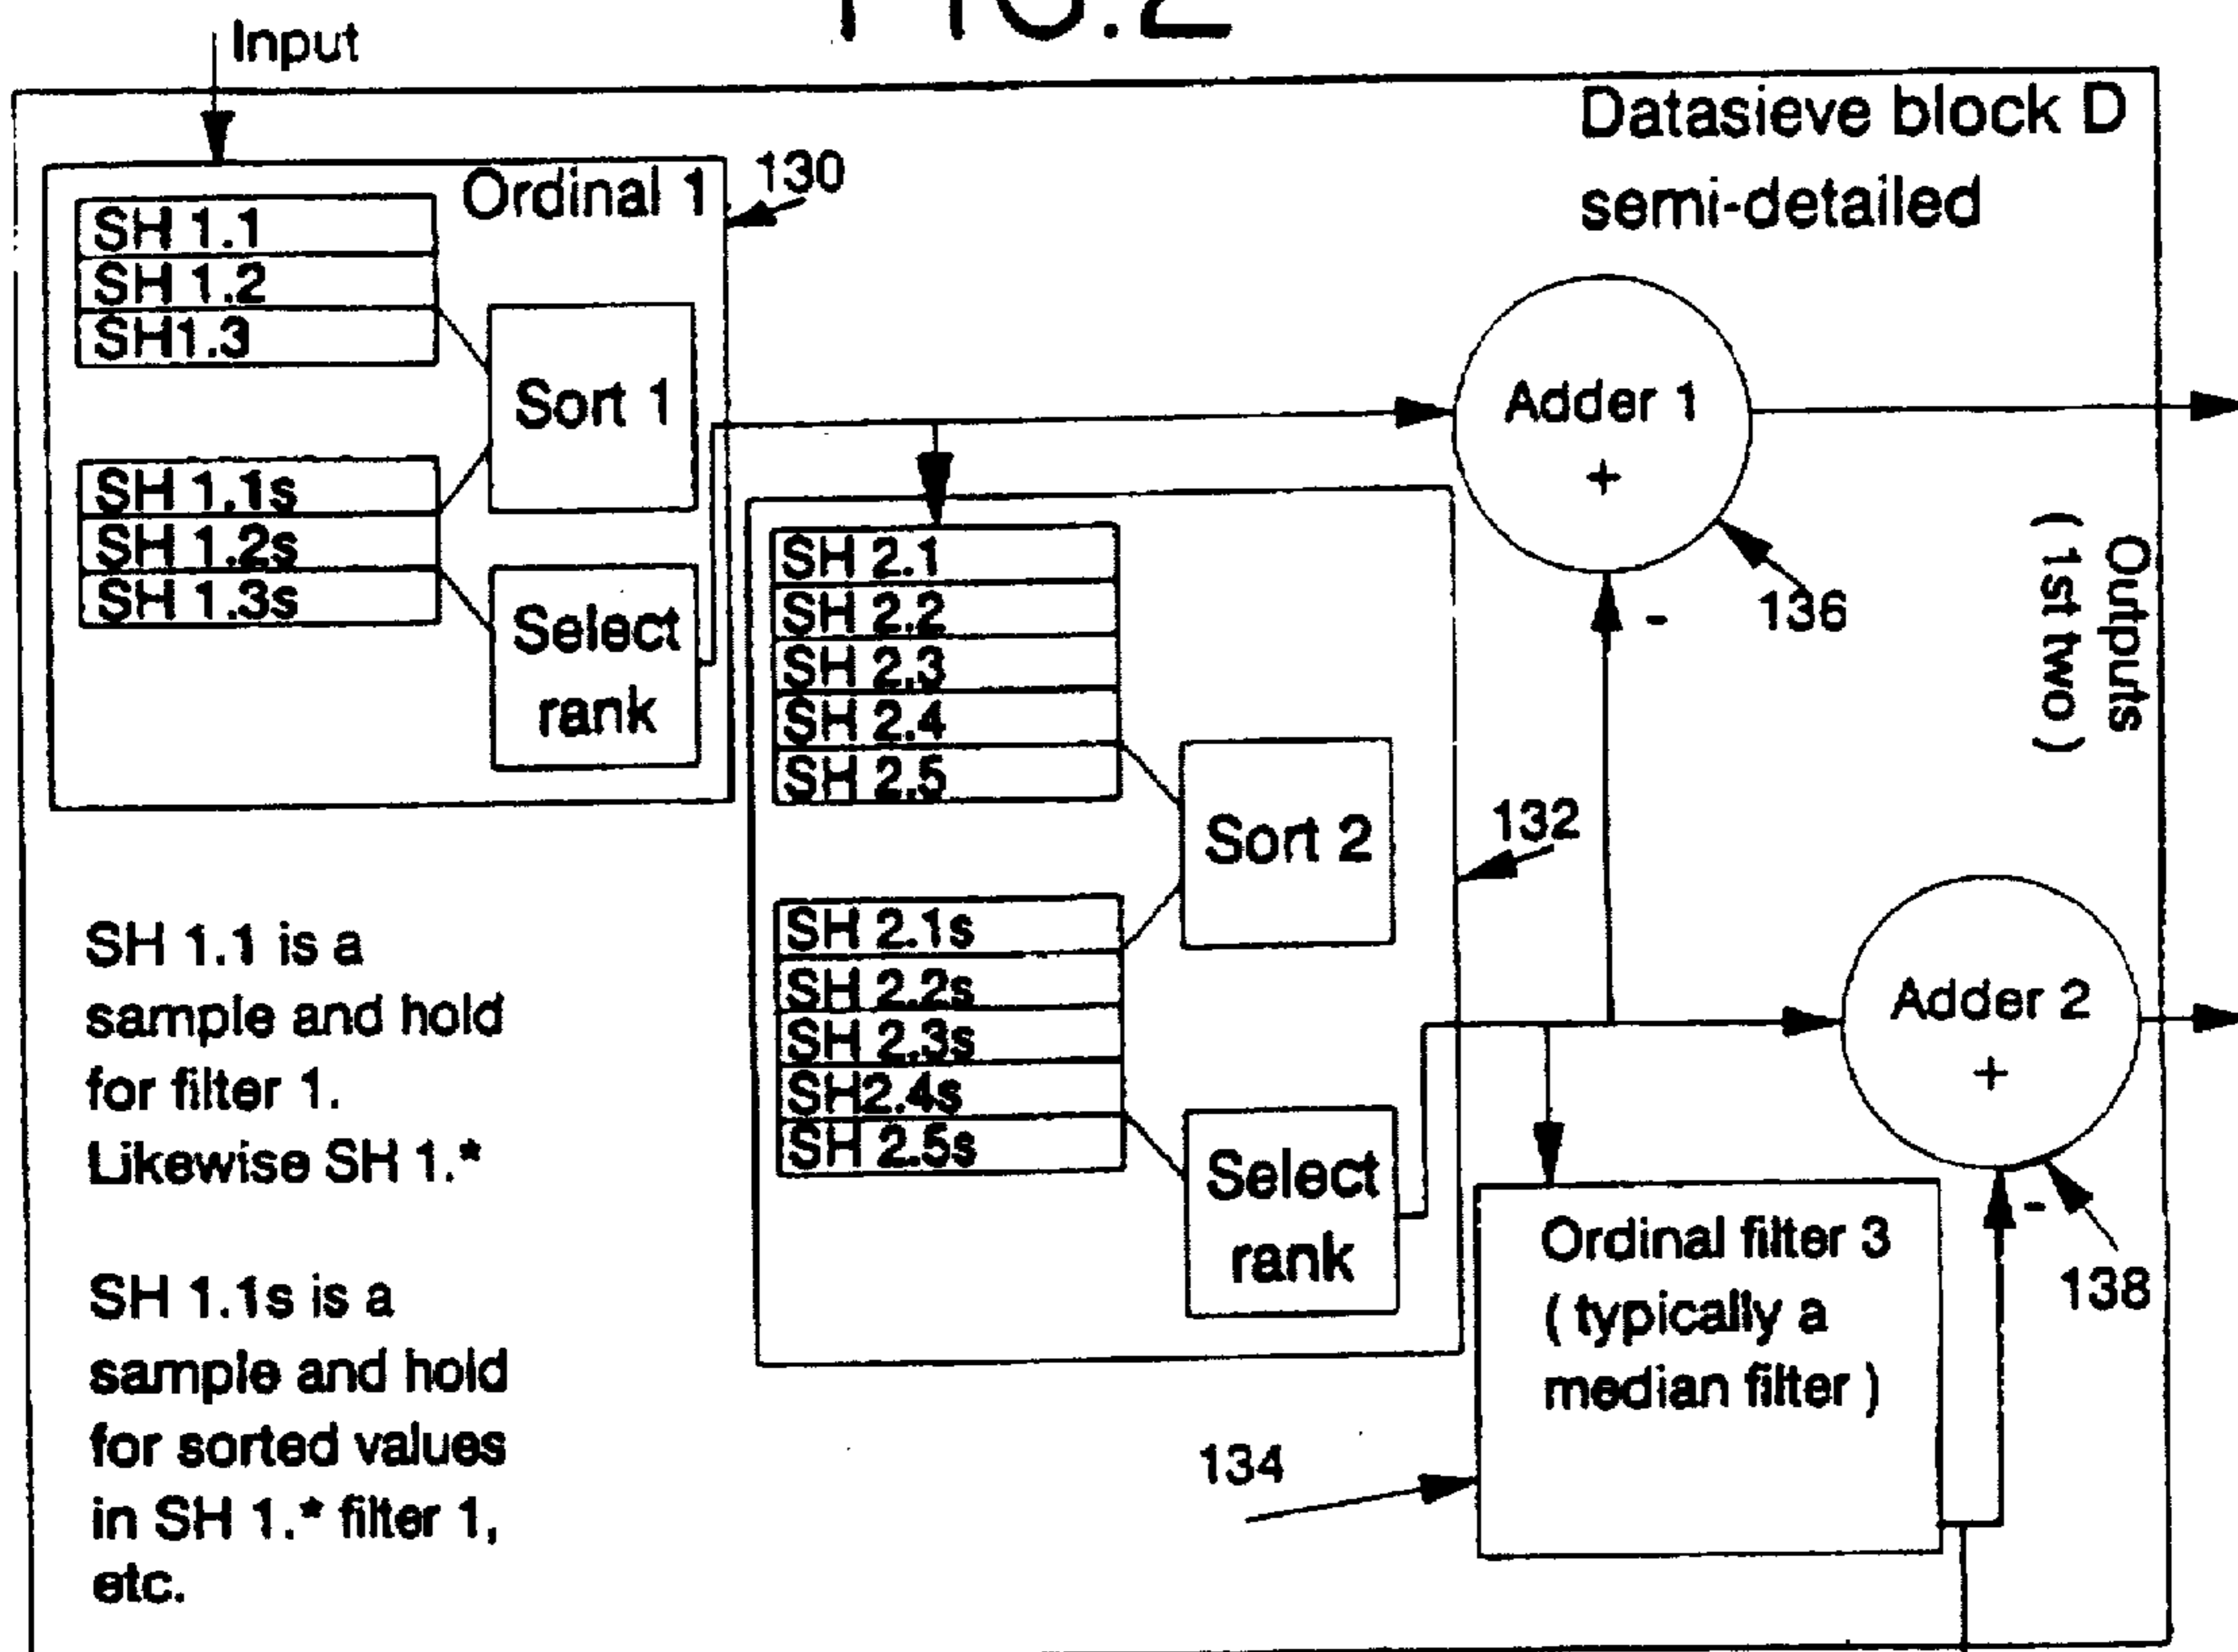 FIG.2
Input
Datasieve block D
semi-detailed
Ordinal 1
130
SH 1.1
SH 1.2
SH1.3
Sort 1
SH 1.1s
SH 1.2s
SH 1.3s
Select
rank
Adder 1
+
-
136
Outputs
( 1st two )
SH 2.1
SH 2.2
SH 2.3
SH 2.4
SH 2.5
Sort 2
132
SH 2.1s
SH 2.2s
SH 2.3s
SH2.4s
SH 2.5s
Select
rank
Adder 2
+
-
138
Ordinal filter 3
( typically a
median filter )
134
SH 1.1 is a
sample and hold
for filter 1.
Likewise SH 1.*
SH 1.1s is a
sample and hold
for sorted values
in SH 1.* filter 1,
etc.